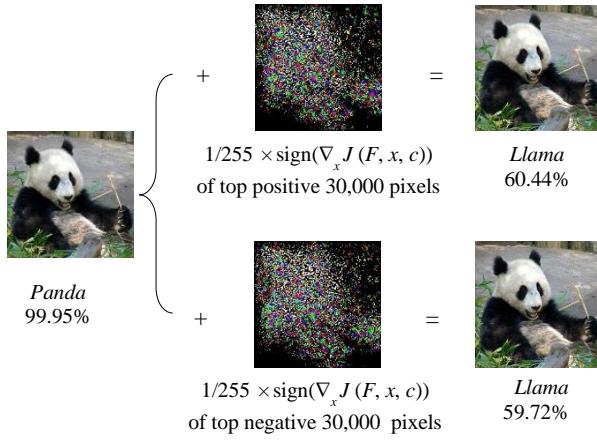 + =
1/255 ×sign(∇ₓJ (F, x, c))
of top positive 30,000 pixels
Llama
60.44%
Panda
99.95%
+ =
1/255 ×sign(∇ₓJ (F, x, c))
of top negative 30,000 pixels
Llama
59.72%